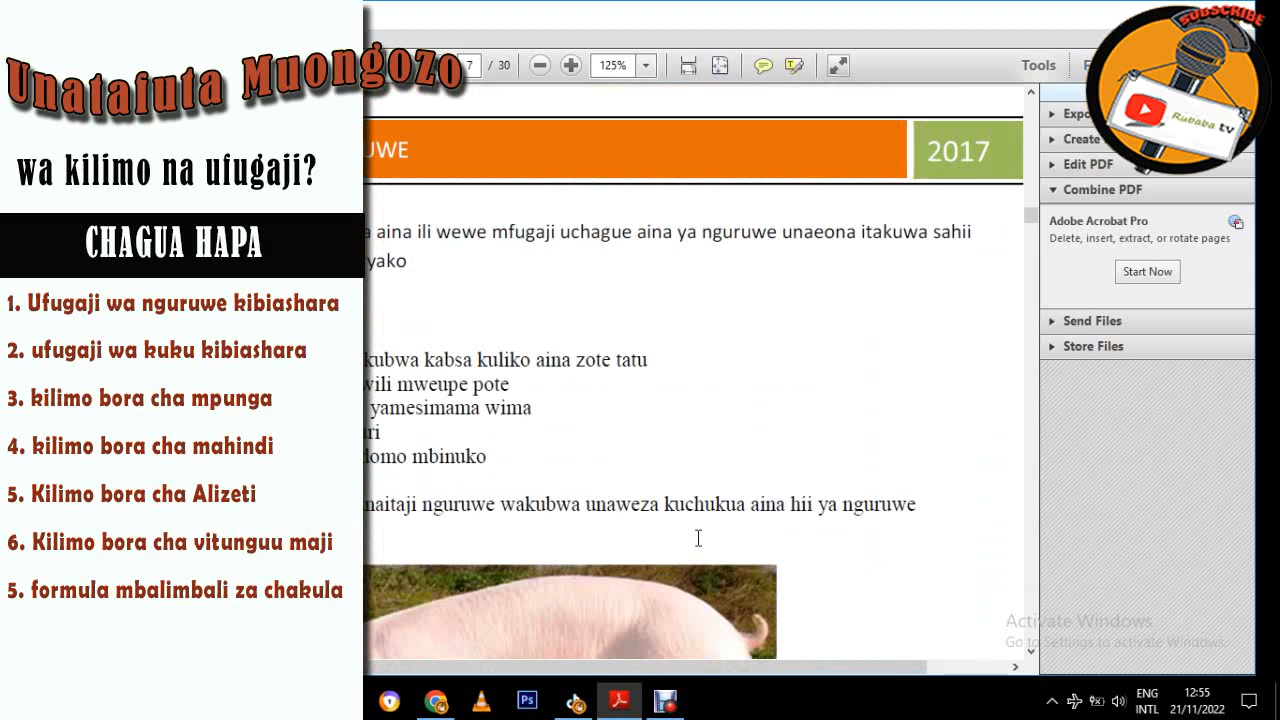 Unatafuta Muongozo
wa kilimo na ufugaji?
CHAGUA HAPA
1. Ufugaji wa nguruwe kibiashara
2. ufugaji wa kuku kibiashara
3. kilimo bora cha mpunga
4. kilimo bora cha mahindi
5. Kilimo bora cha Alizeti
6. Kilimo bora cha vitunguu maji
5. formula mbalimbali za chakula
7 / 30
125%
Tools
UWE
2017
a aina ili wewe mfugaji uchague aina ya nguruwe unaeona itakuwa sahii
yako
kubwa kabsa kuliko aina zote tatu
wili mweupe pote
yamesimama wima
uri
domo mbinuko
naitaji nguruwe wakubwa unaweza kuchukua aina hii ya nguruwe
SUBSCRIBE
Rubaba tv
Expo
Create
Edit PDF
Combine PDF
Adobe Acrobat Pro
Delete, insert, extract, or rotate pages
Start Now
Send Files
Store Files
Activate Windows
Go to Settings to activate Windows.
Ps
ENG
INTL
12:55
21/11/2022